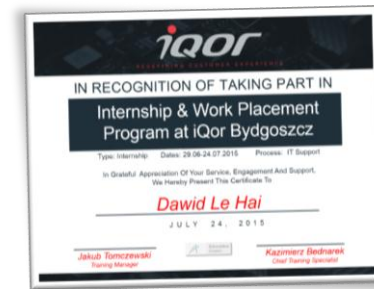 iQor
IN RECOGNITION OF TAKING PART IN
Internship & Work Placement
Program at iQor Bydgoszcz
Type: Internship Dates: 29.06-24.07.2015 Process: IT Support
In Grateful Appreciation Of Your Service, Engagement And Support,
We Hereby Present This Certificate To
Dawid Le Hai
JULY 24, 2015
Jakub Tomczewski Kazimierz Bednarek
Training Manager Chief Training Specialist